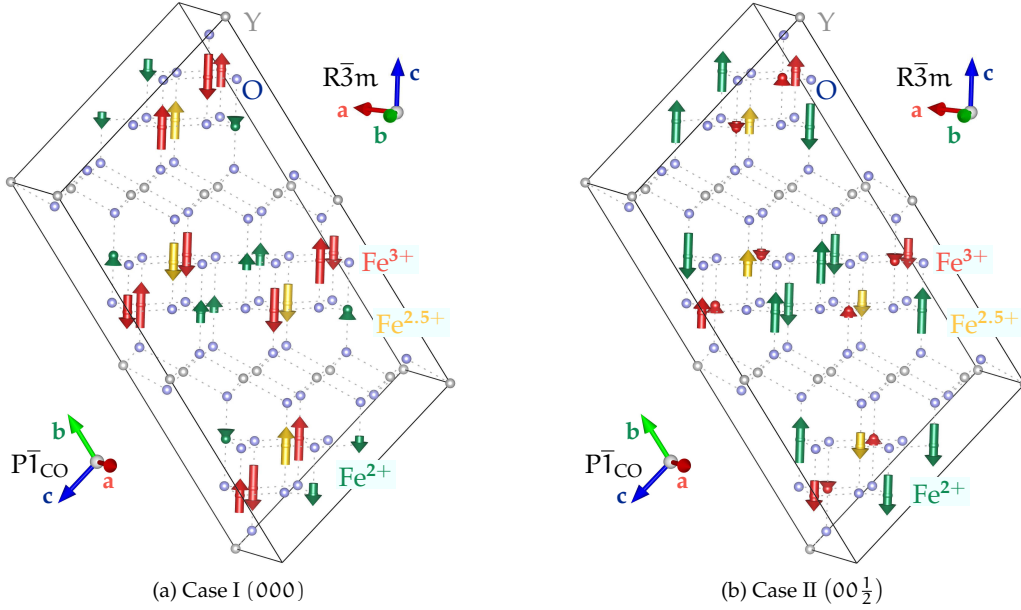 Y
O
R3̅m
c
a
b
Fe³⁺
Fe²·⁵⁺
Fe²⁺
b
P1̅CO
c
a
(a) Case I (000)
Y
O
R3̅m
c
a
b
Fe³⁺
Fe²·⁵⁺
Fe²⁺
b
P1̅CO
c
a
(b) Case II (00½)